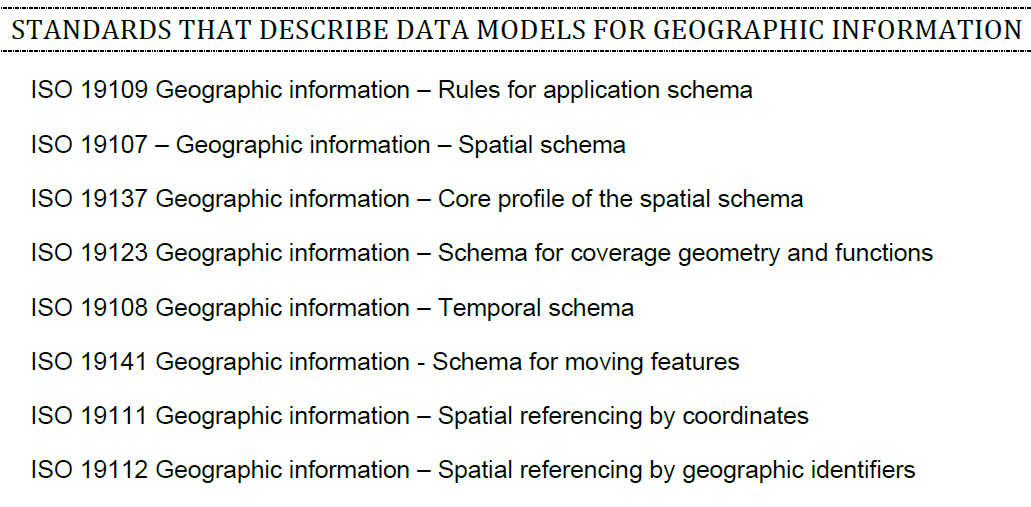 STANDARDS THAT DESCRIBE DATA MODELS FOR GEOGRAPHIC INFORMATION
ISO 19109 Geographic information – Rules for application schema
ISO 19107 – Geographic information – Spatial schema
ISO 19137 Geographic information – Core profile of the spatial schema
ISO 19123 Geographic information – Schema for coverage geometry and functions
ISO 19108 Geographic information – Temporal schema
ISO 19141 Geographic information - Schema for moving features
ISO 19111 Geographic information – Spatial referencing by coordinates
ISO 19112 Geographic information – Spatial referencing by geographic identifiers